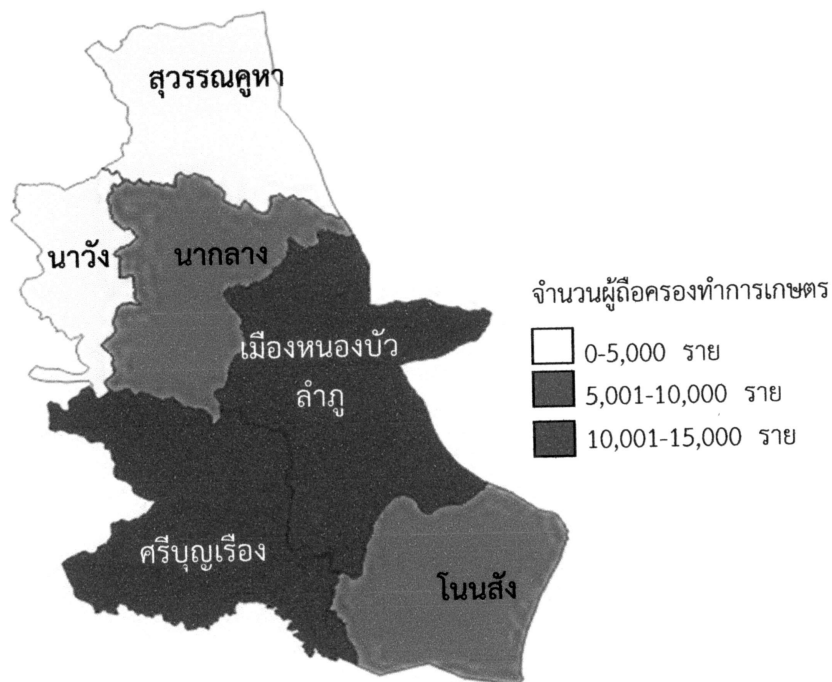 สุวรรณคูหา
นาวัง
นากลาง
เมืองหนองบัว
ลำภู
ศรีบุญเรือง
โนนสัง
จำนวนผู้ถือครองทำการเกษตร
0-5,000 ราย
5,001-10,000 ราย
10,001-15,000 ราย